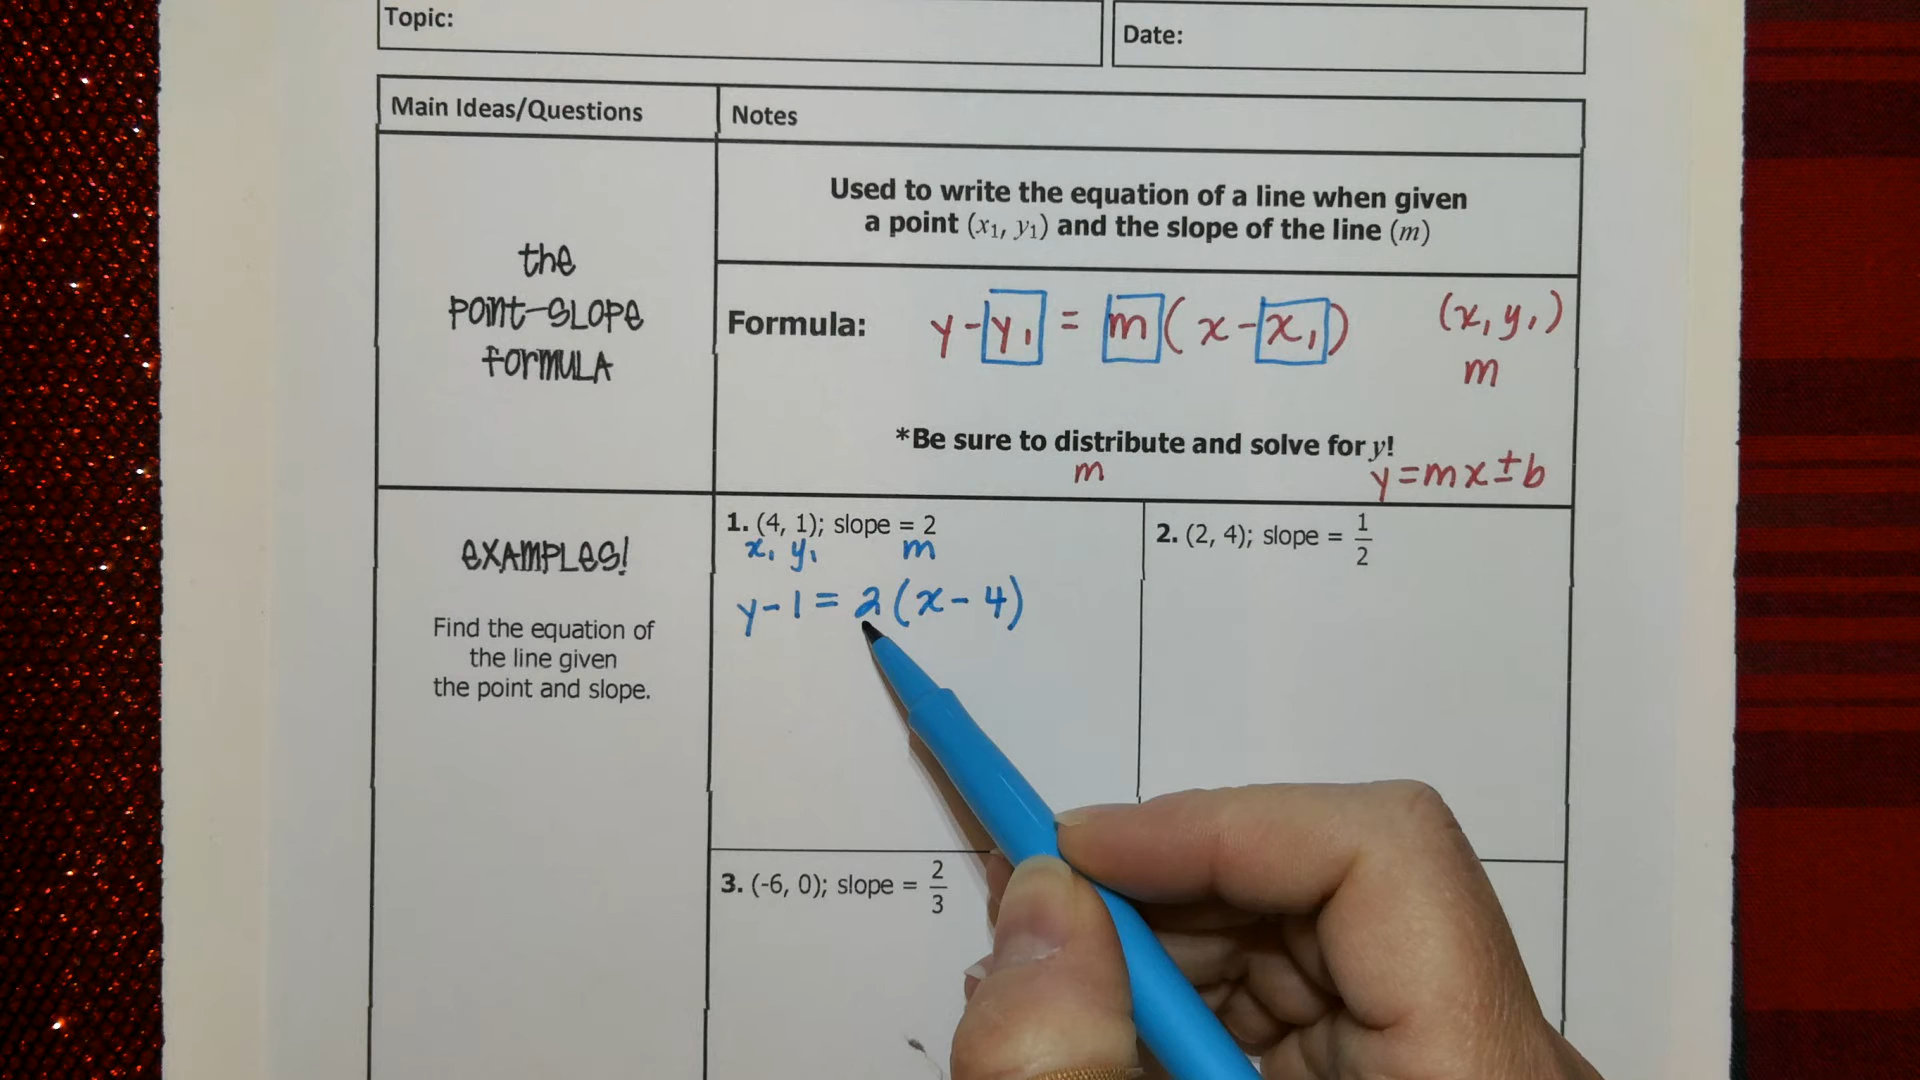 Topic:
Date:
Main Ideas/Questions
Notes
the
POINT-SLOPE
FORMULA
Used to write the equation of a line when given
a point (x₁, y₁) and the slope of the line (m)
Formula: y - y₁ = m(x - x₁)
(x₁ y₁)
m
*Be sure to distribute and solve for y!
m
y = mx ± b
EXAMPLES!
Find the equation of
the line given
the point and slope.
1. (4, 1); slope = 2
x₁ y₁ m
y - 1 = 2(x - 4)
2. (2, 4); slope = 1/2
3. (-6, 0); slope = 2/3